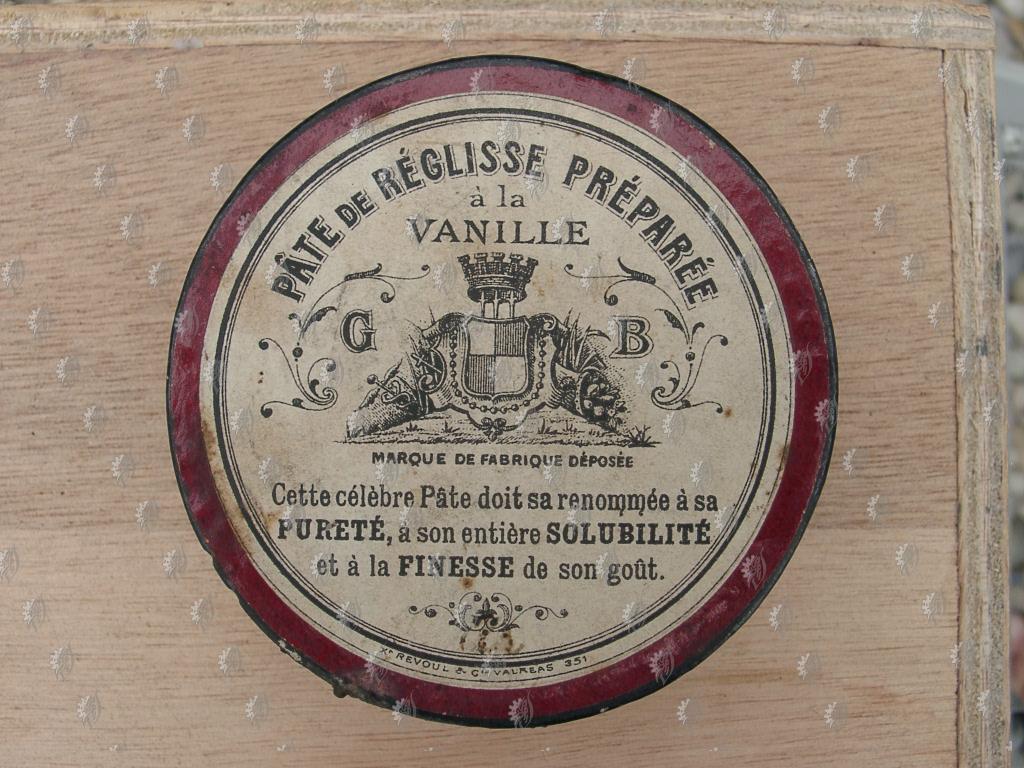 PÂTE DE RÉGLISSE PRÉPARÉE
à la
VANILLE
G B
MARQUE DE FABRIQUE DÉPOSÉE
Cette célèbre Pâte doit sa renommée à sa
PURETÉ, à son entière SOLUBILITÉ
et à la FINESSE de son goût.
Xr REVOUL & Cie VALREAS 351